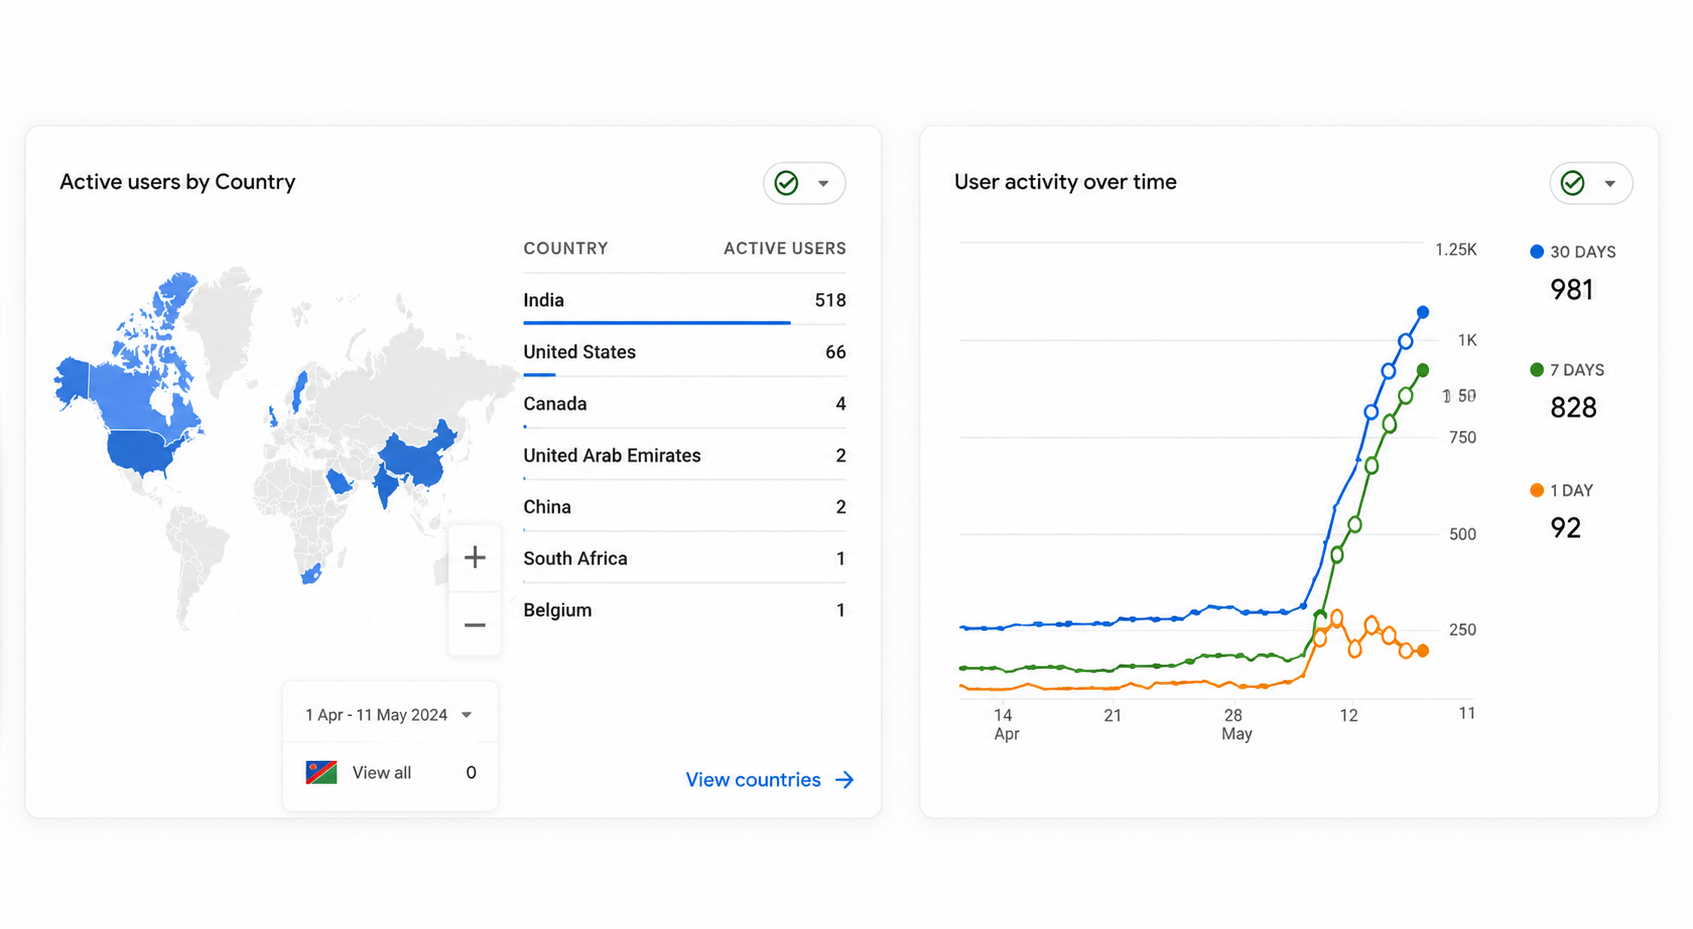 Active users by Country
COUNTRY ACTIVE USERS
India 518
United States 66
Canada 4
United Arab Emirates 2
China 2
South Africa 1
Belgium 1
1 Apr - 11 May 2024
View all 0
View countries →
User activity over time
1.25K
1K
750
500
250
14 21 28 12 11
Apr May
30 DAYS
981
7 DAYS
828
1 DAY
92